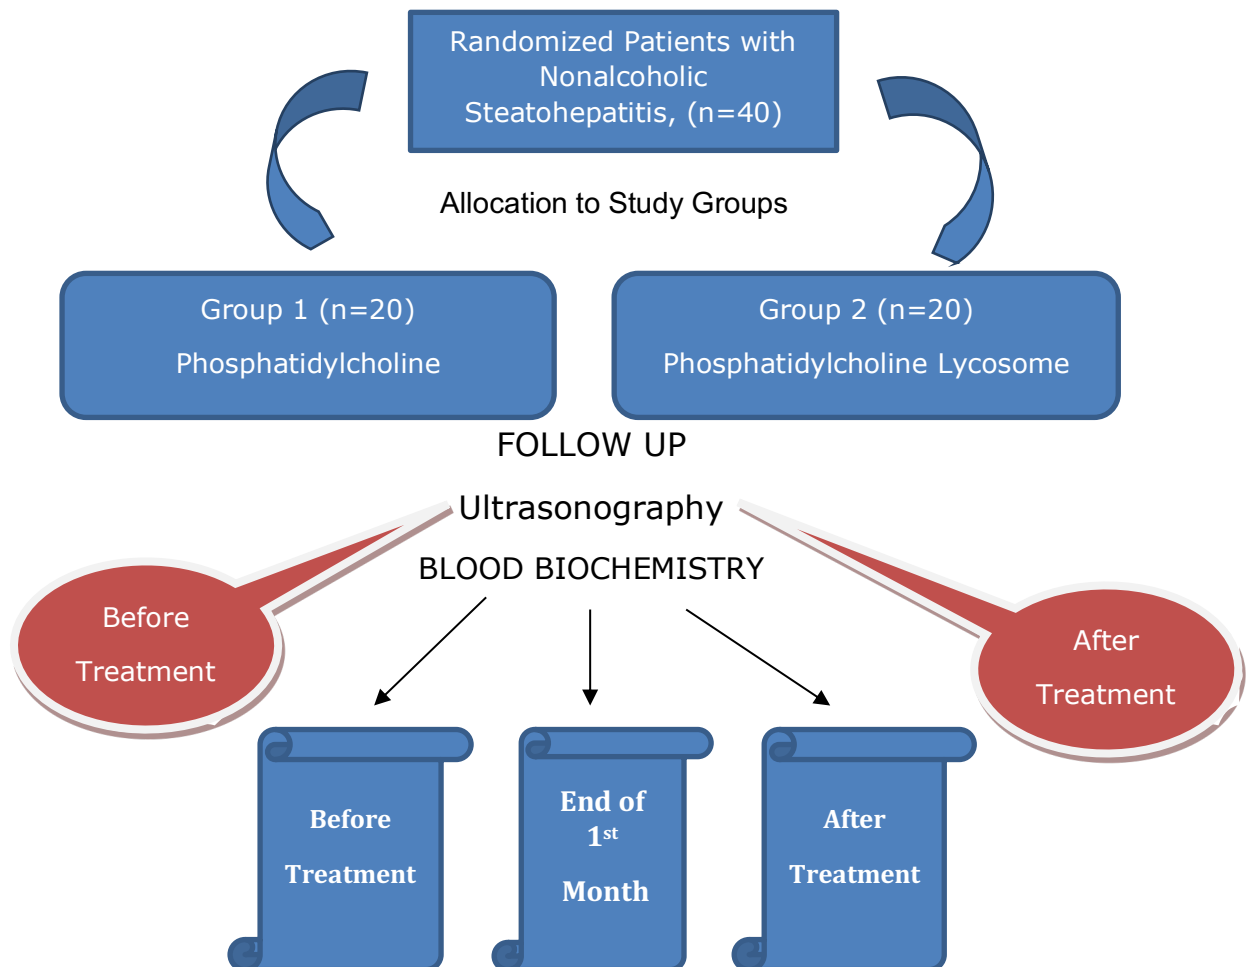 Randomized Patients with
Nonalcoholic
Steatohepatitis, (n=40)
Allocation to Study Groups
Group 1 (n=20)
Phosphatidylcholine
Group 2 (n=20)
Phosphatidylcholine Lycosome
FOLLOW UP
Ultrasonography
BLOOD BIOCHEMISTRY
Before
Treatment
After
Treatment
Before
Treatment
End of
1st
Month
After
Treatment